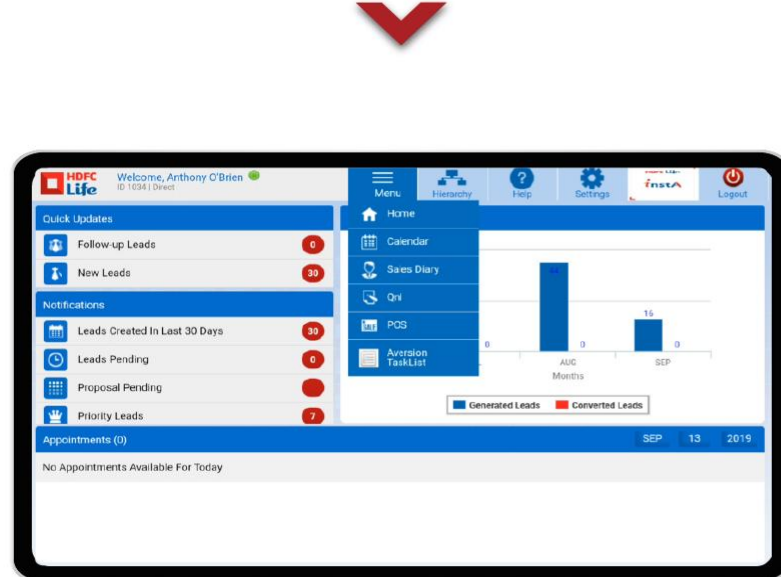 HDFC
Life
Welcome, Anthony O'Brien
ID 1034 | Direct
Menu
Hierarchy
Help
Settings
InstA
Logout
Quick Updates
Follow-up Leads
0
New Leads
30
Notifications
Leads Created In Last 30 Days
30
Leads Pending
0
Proposal Pending
Priority Leads
7
Home
Calendar
Sales Diary
QnI
POS
Aversion
TaskList
0
44
0
16
0
AUG
SEP
Months
Generated Leads
Converted Leads
Appointments (0)
SEP 13 2019
No Appointments Available For Today